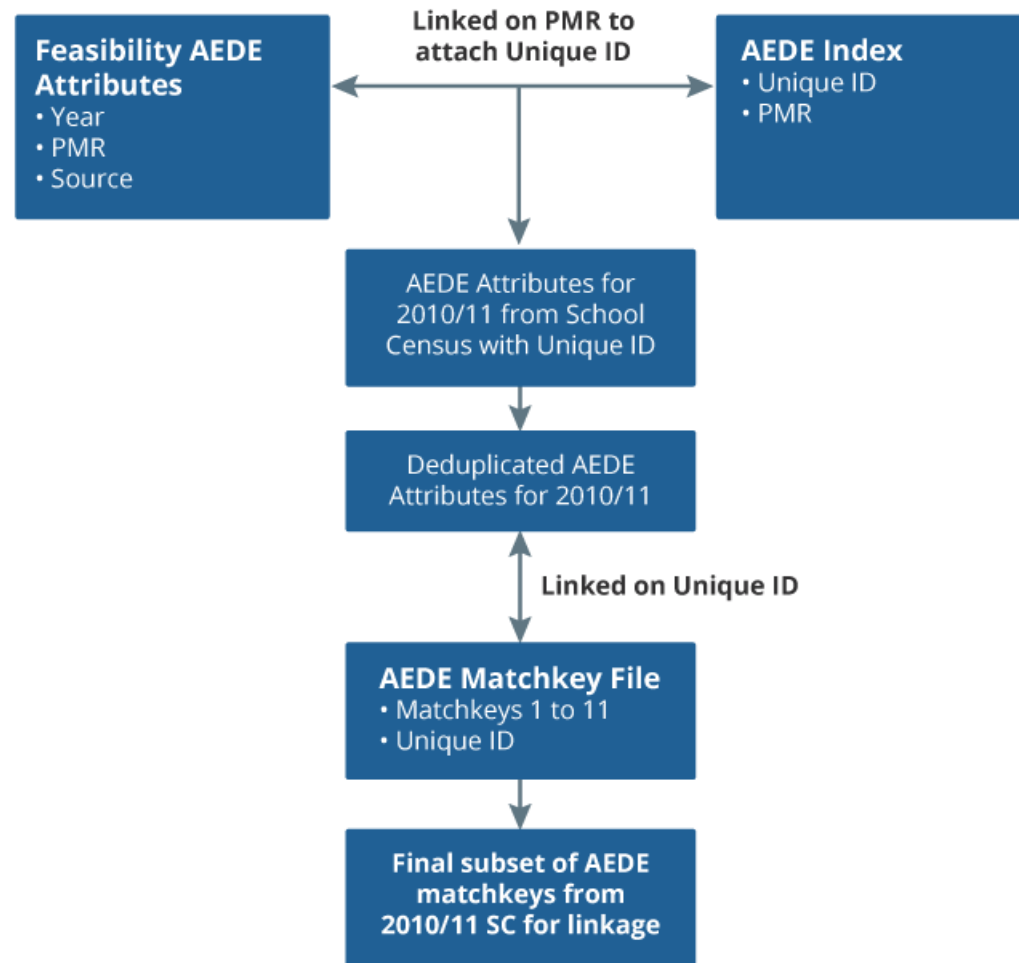 Feasibility AEDE
Attributes
• Year
• PMR
• Source
Linked on PMR to
attach Unique ID
AEDE Index
• Unique ID
• PMR
AEDE Attributes for
2010/11 from School
Census with Unique ID
Deduplicated AEDE
Attributes for 2010/11
Linked on Unique ID
AEDE Matchkey File
• Matchkeys 1 to 11
• Unique ID
Final subset of AEDE
matchkeys from
2010/11 SC for linkage